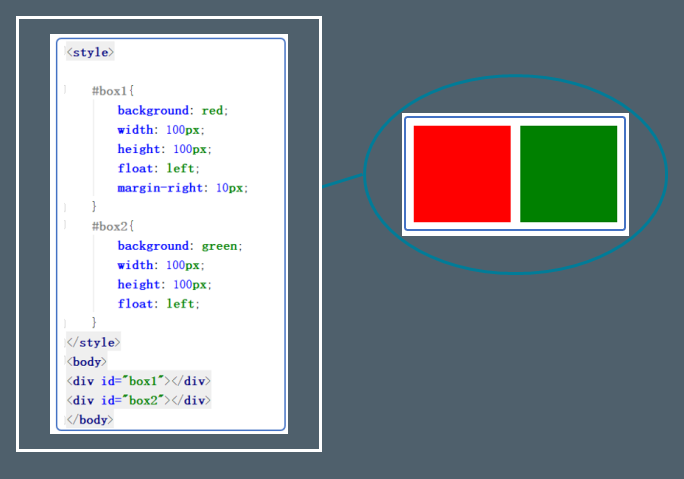 <style>
#box1{
background: red;
width: 100px;
height: 100px;
float: left;
margin-right: 10px;
}
#box2{
background: green;
width: 100px;
height: 100px;
float: left;
}
</style>
<body>
<div id="box1"></div>
<div id="box2"></div>
</body>